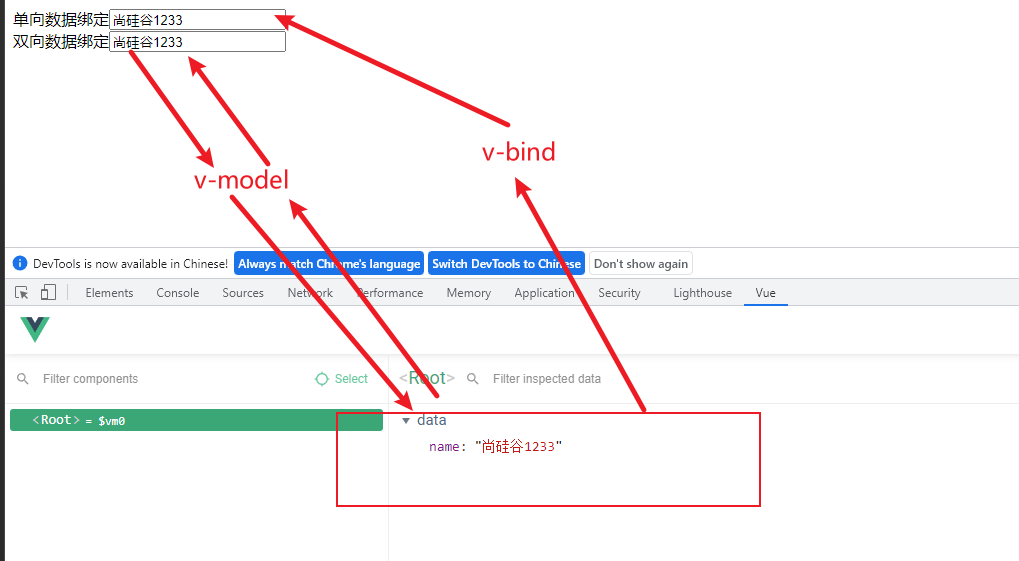 单向数据绑定 尚硅谷1233
双向数据绑定 尚硅谷1233
v-bind
v-model
DevTools is now available in Chinese! Always match Chrome's language Switch DevTools to Chinese Don't show again
Elements Console Sources Network Performance Memory Application Security Lighthouse Vue
Filter components Select <Root> Filter inspected data
<Root> = $vm0 data
name: "尚硅谷1233"